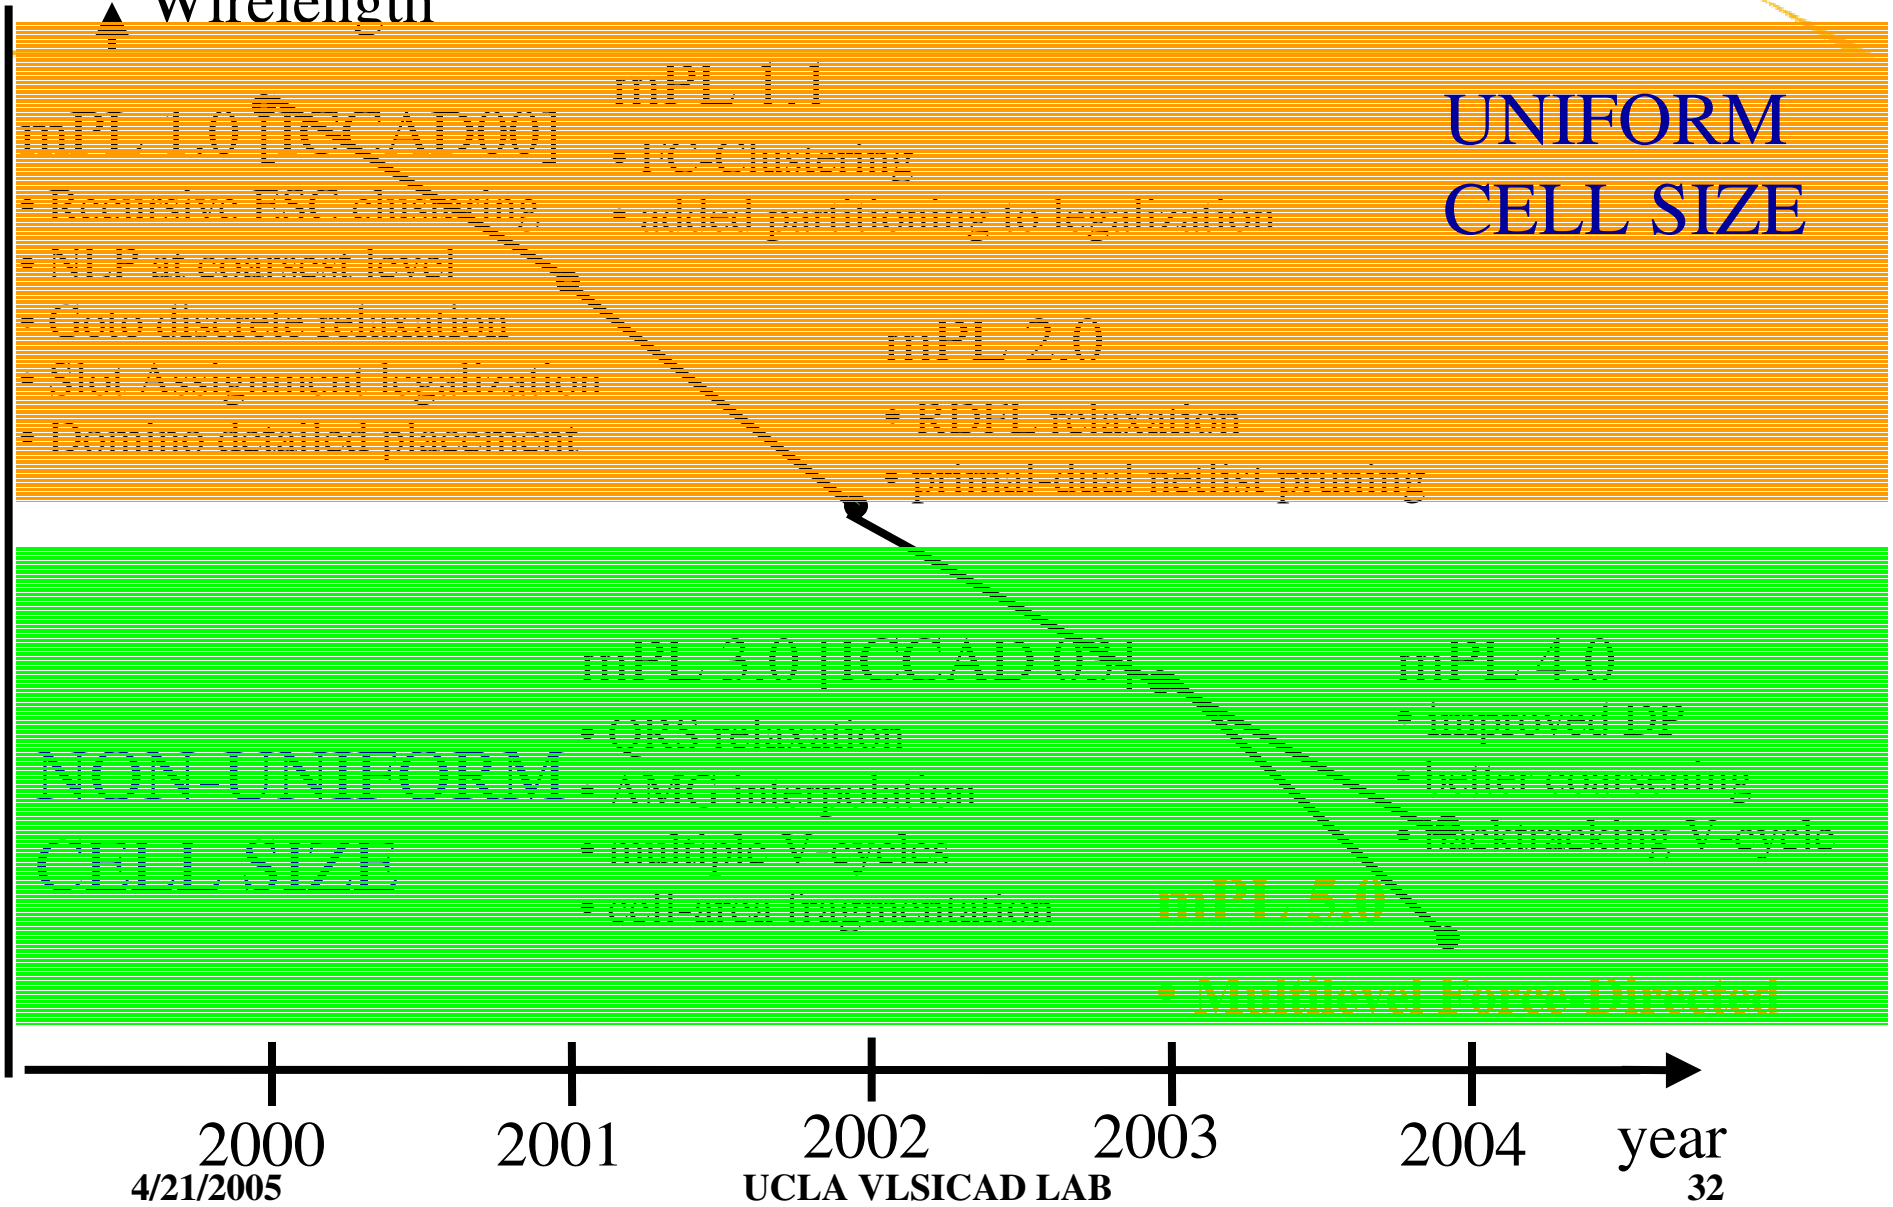 Wirelength
mPL 1.1
mPL 1.0 [ICCAD00]
• FC-Clustering
• added partitioning to legalization
UNIFORM
CELL SIZE
• Recursive ESC clustering
• NLP at coarsest level
• Goto discrete relaxation
• Slot Assignment legalization
• Domino detailed placement
mPL 2.0
• RDFL relaxation
• primal-dual netlist pruning
mPL 3.0 [ICCAD 03]
• QRS relaxation
• AMG interpolation
• multiple V-cycles
• cell-area fragmentation
NON-UNIFORM
CELL SIZE
mPL 4.0
• improved DP
• better coarsening
• backtracking V-cycle
mPL 5.0
• Multilevel Force-Directed
2000 2001 2002 2003 2004 year
4/21/2005 UCLA VLSICAD LAB 32